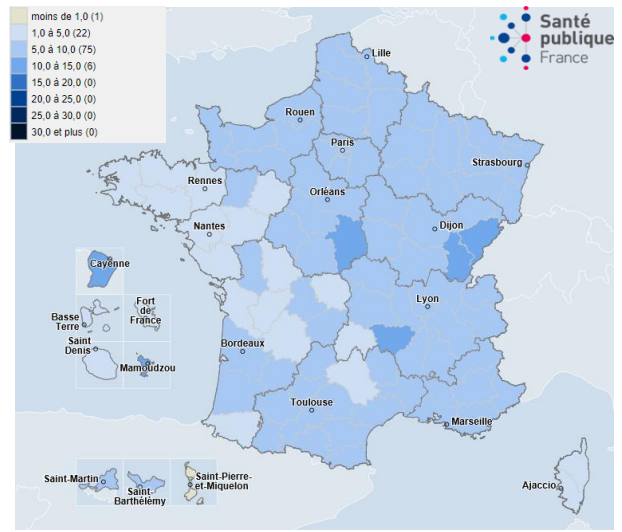 moins de 1,0 (1)
1,0 à 5,0 (22)
5,0 à 10,0 (75)
10,0 à 15,0 (6)
15,0 à 20,0 (0)
20,0 à 25,0 (0)
25,0 à 30,0 (0)
30,0 et plus (0)
Santé
publique
France
Lille
Rouen
Paris
Strasbourg
Rennes
Orléans
Nantes
Dijon
Cayenne
Lyon
Basse
Terre
Fort
de
France
Saint
Denis
Mamoudzou
Bordeaux
Toulouse
Marseille
Saint-Martin
Saint-
Barthélémy
Saint-Pierre-
et-Miquelon
Ajaccio